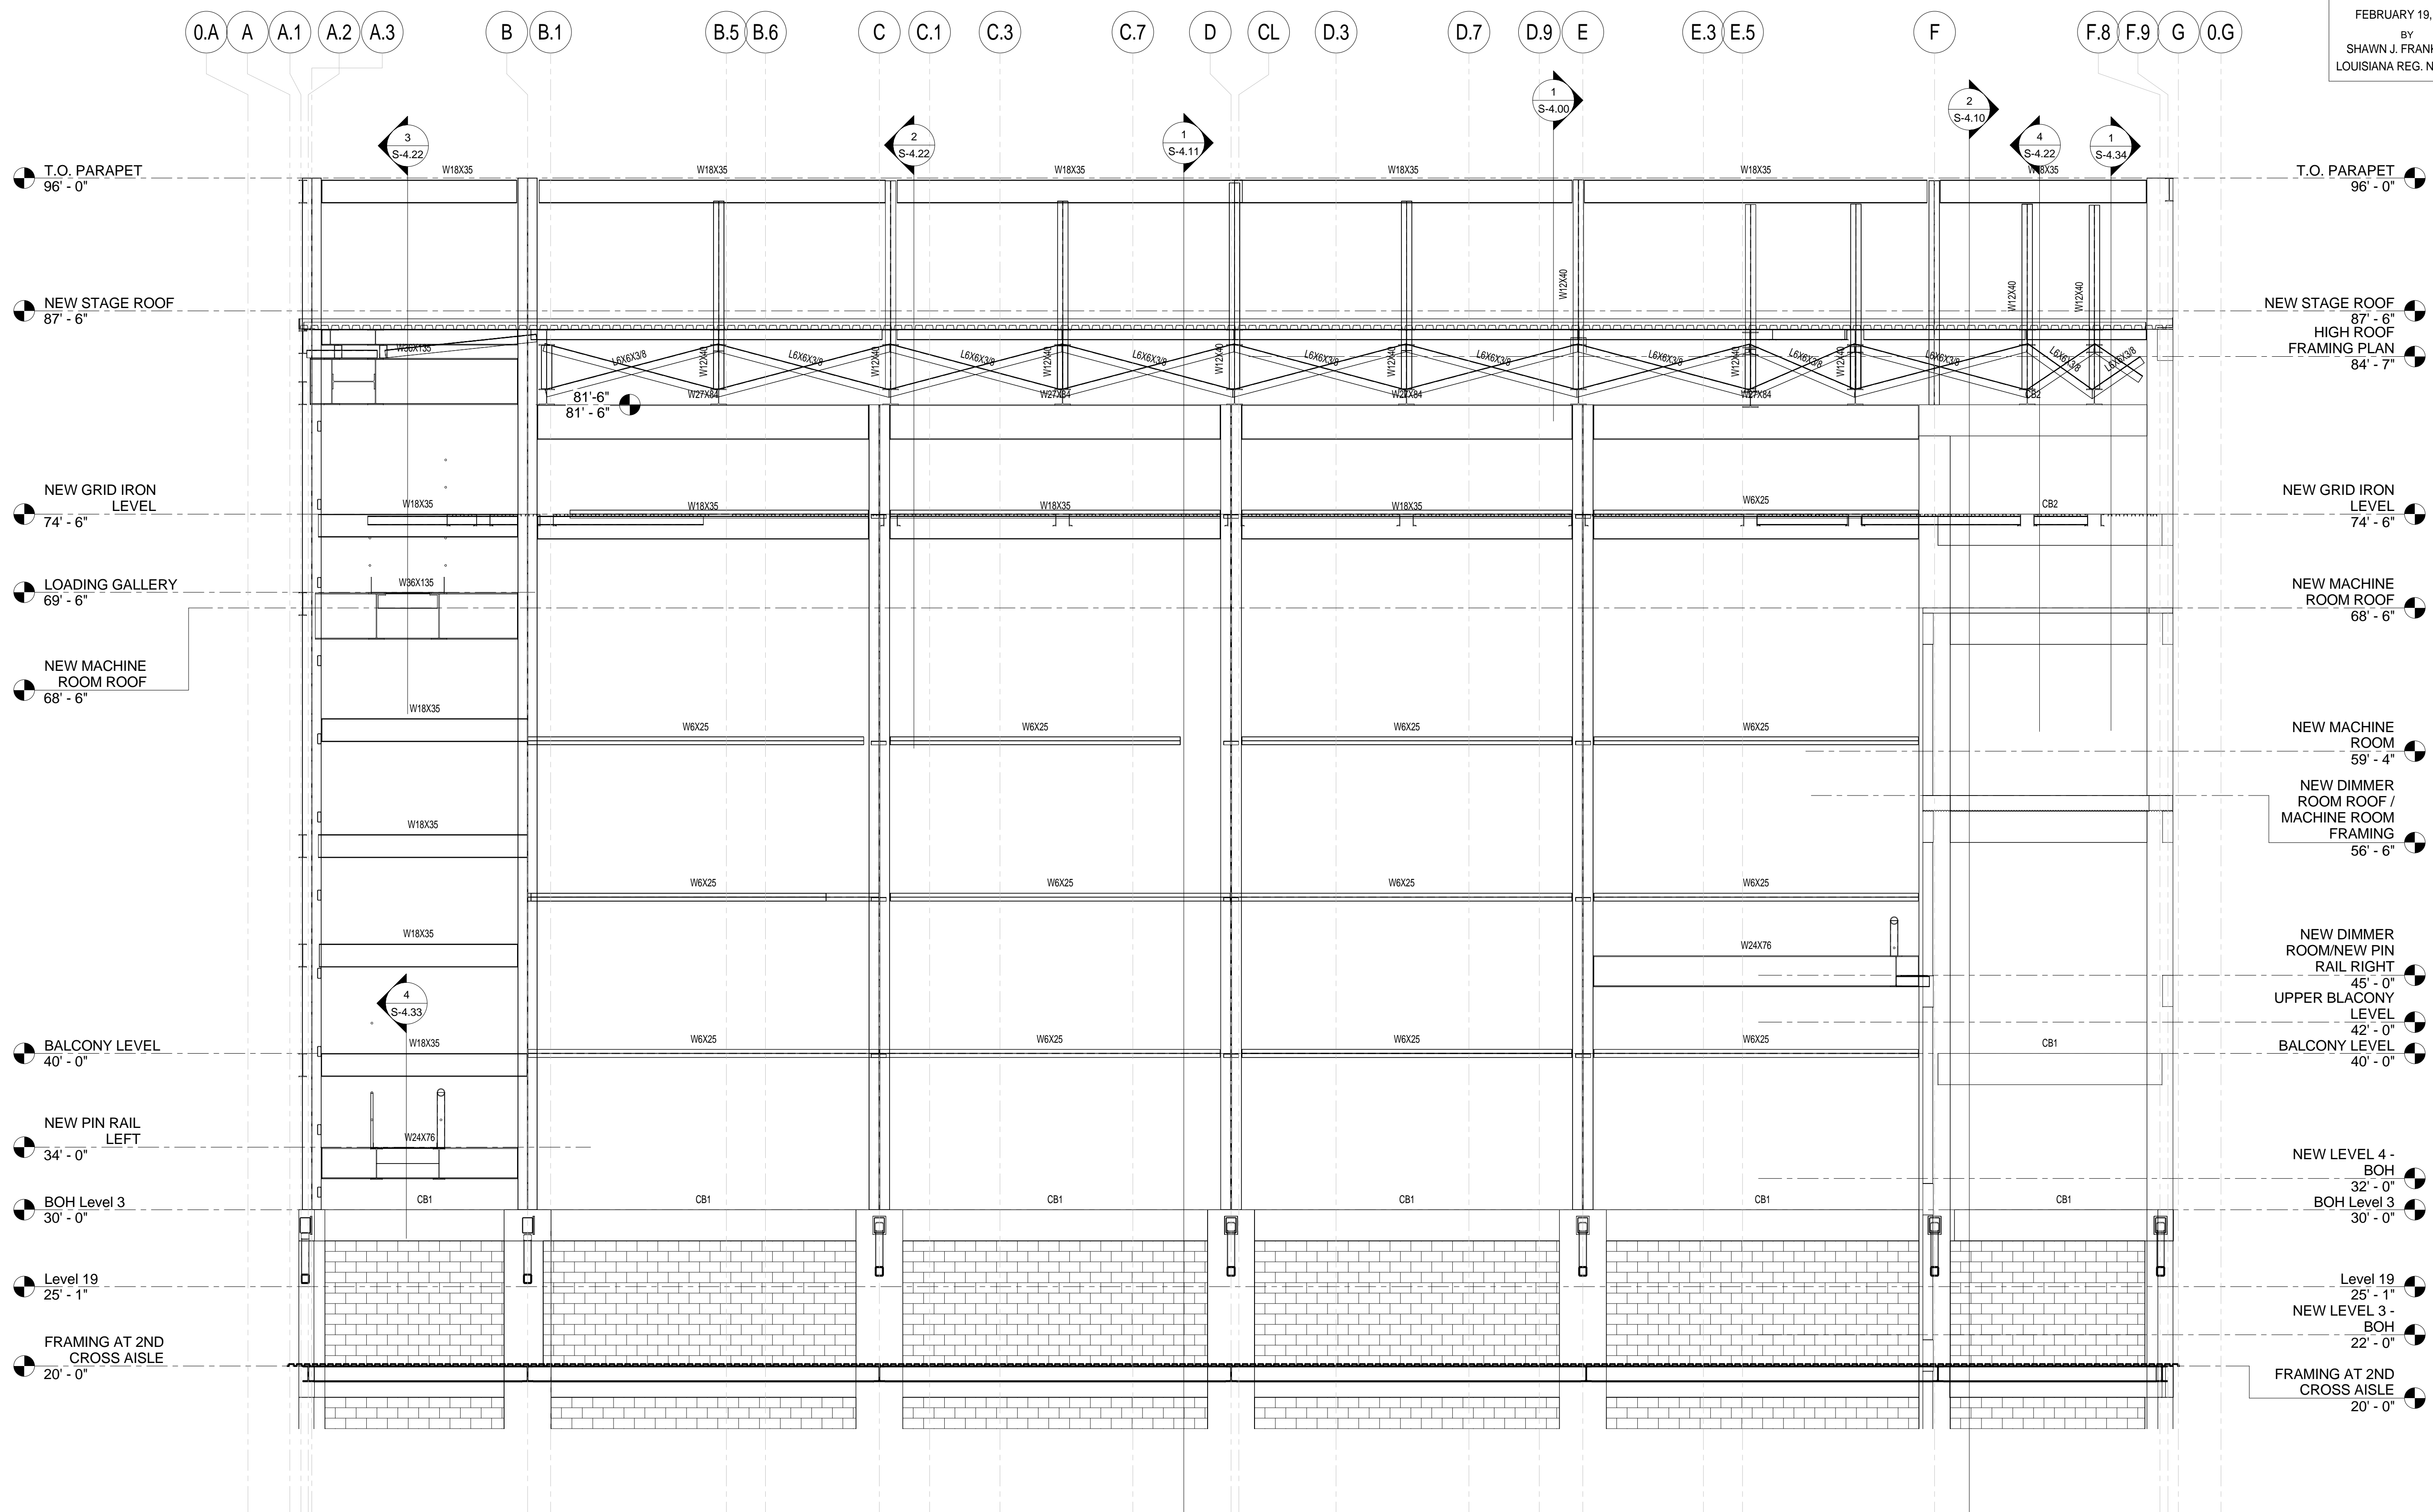 0.A A A.1 A.2 A.3 B B.1 B.5 B.6 C C.1 C.3 C.7 D CL D.3 D.7 D.9 E E.3 E.5 F F.8 F.9 G 0.G
FEBRUARY 19,
BY
SHAWN J.
LOUISIANA REG.
3
S-4.22
2
S-4.22
1
S-4.11
1
S-4.00
2
S-4.10
4
S-4.22
1
S-4.34
T.O. PARAPET
96' - 0"
W18X35 W18X35 W18X35 W18X35 W18X35 W18X35
T.O. PARAPET
96' - 0"
W12X40 W12X40 W12X40
NEW STAGE ROOF
87' - 6"
NEW STAGE ROOF
87' - 6"
HIGH ROOF
FRAMING PLAN
84' - 7"
W36X135
L6X6X3/8 L6X6X3/8 L6X6X3/8 L6X6X3/8 L6X6X3/8 L6X6X3/8 L6X6X3/8 L6X6X3/8 L6X6X3/8 L6X6X3/8 L6X6X3/8
W12X40 W12X40 W12X40 W12X40 W12X40 W12X40 W12X40 W12X40
W27X84 W27X84 W27X84 W27X84 CB2
81'-6"
81' - 6"
NEW GRID IRON
LEVEL
74' - 6"
W18X35 W18X35 W18X35 W18X35 W6X25 CB2
NEW GRID IRON
LEVEL
74' - 6"
LOADING GALLERY
69' - 6"
W36X135
NEW MACHINE
ROOM ROOF
68' - 6"
NEW MACHINE
ROOM ROOF
68' - 6"
W18X35
W6X25 W6X25 W6X25 W6X25
NEW MACHINE
ROOM
59' - 4"
NEW DIMMER
ROOM ROOF /
MACHINE ROOM
FRAMING
56' - 6"
W18X35
W6X25 W6X25 W6X25 W6X25
W18X35
W24X76
NEW DIMMER
ROOM/NEW PIN
RAIL RIGHT
45' - 0"
UPPER BLACONY
LEVEL
42' - 0"
4
S-4.33
BALCONY LEVEL
40' - 0"
W18X35 W6X25 W6X25 W6X25 W6X25 CB1
BALCONY LEVEL
40' - 0"
NEW PIN RAIL
LEFT
34' - 0"
W24X76
NEW LEVEL 4 -
BOH
32' - 0"
BOH Level 3
30' - 0"
CB1 CB1 CB1 CB1 CB1 CB1
BOH Level 3
30' - 0"
Level 19
25' - 1"
Level 19
25' - 1"
NEW LEVEL 3 -
BOH
22' - 0"
FRAMING AT 2ND
CROSS AISLE
20' - 0"
FRAMING AT 2ND
CROSS AISLE
20' - 0"